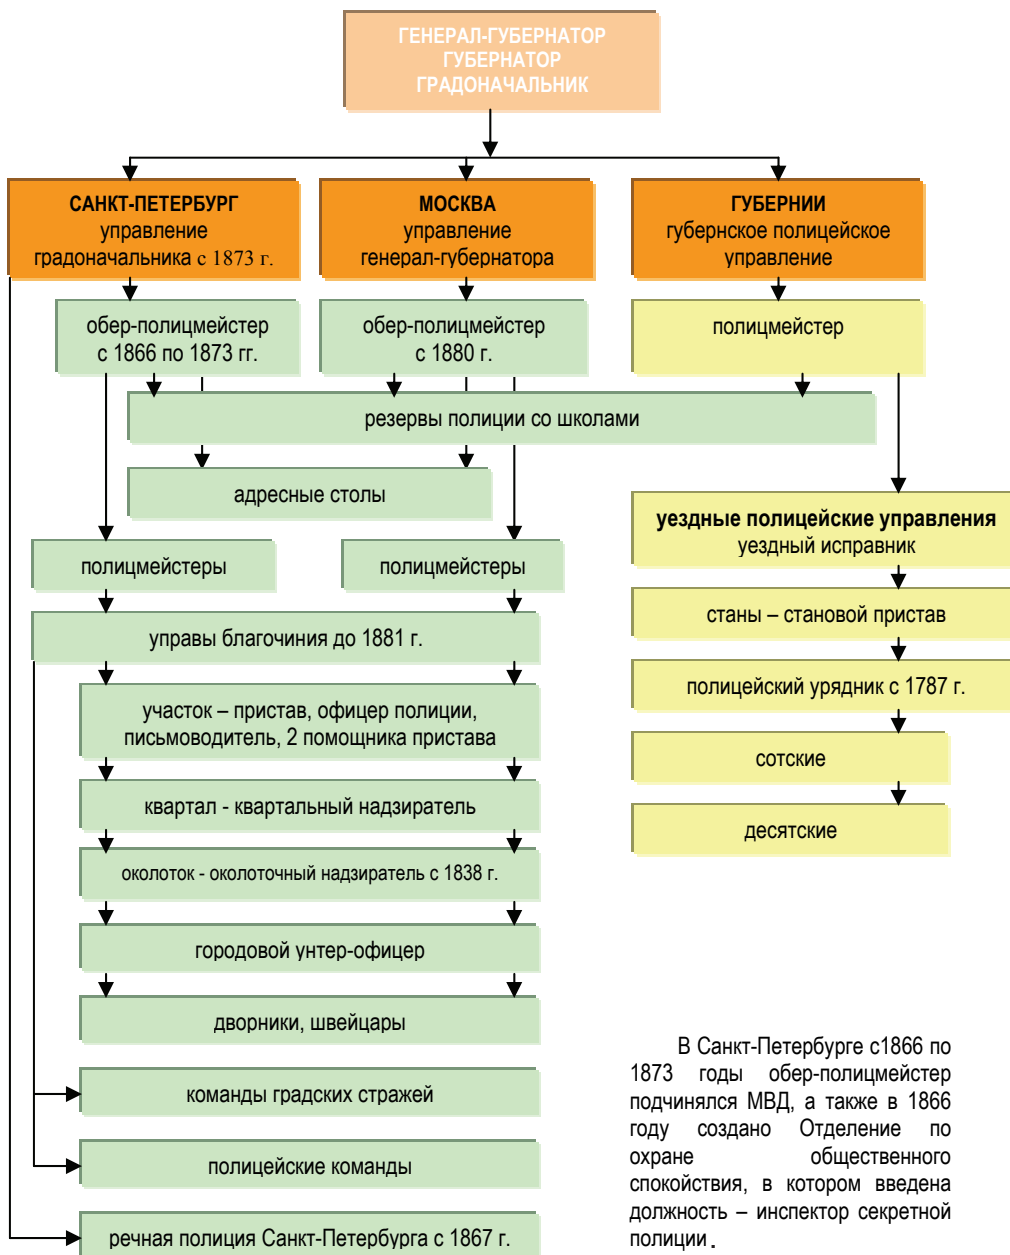 ГЕНЕРАЛ-ГУБЕРНАТОР
ГУБЕРНАТОР
ГРАДОНАЧАЛЬНИК
САНКТ-ПЕТЕРБУРГ
управление
градоначальника с 1873 г.
МОСКВА
управление
генерал-губернатора
ГУБЕРНИИ
губернское полицейское
управление
обер-полицмейстер
с 1866 по 1873 гг.
обер-полицмейстер
с 1880 г.
полицмейстер
резервы полиции со школами
адресные столы
уездные полицейские управления
уездный исправник
полицмейстеры
полицмейстеры
станы – становой пристав
управы благочиния до 1881 г.
полицейский урядник с 1787 г.
участок – пристав, офицер полиции,
письмоводитель, 2 помощника пристава
сотские
квартал - квартальный надзиратель
десятские
околоток - околоточный надзиратель с 1838 г.
городовой унтер-офицер
дворники, швейцары
команды градских стражей
полицейские команды
речная полиция Санкт-Петербурга с 1867 г.
В Санкт-Петербурге с1866 по
1873 годы обер-полицмейстер
подчинялся МВД, а также в 1866
году создано Отделение по
охране общественного
спокойствия, в котором введена
должность – инспектор секретной
полиции.